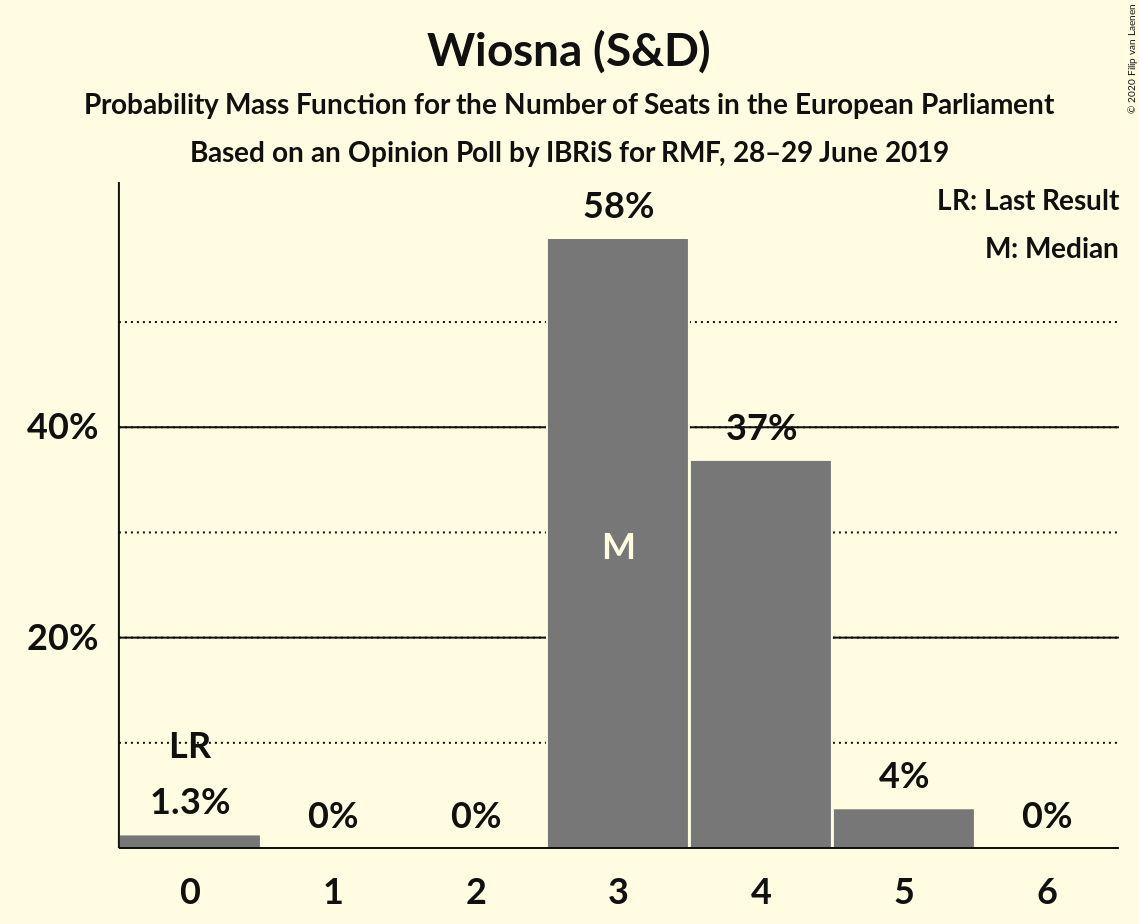 Wiosna (S&D)
Probability Mass Function for the Number of Seats in the European Parliament
Based on an Opinion Poll by IBRiS for RMF, 28–29 June 2019
© 2020 Filip van Laenen
LR: Last Result
M: Median
58%
40%
37%
M
20%
LR
1.3%
0%
0%
4%
0%
0
1
2
3
4
5
6